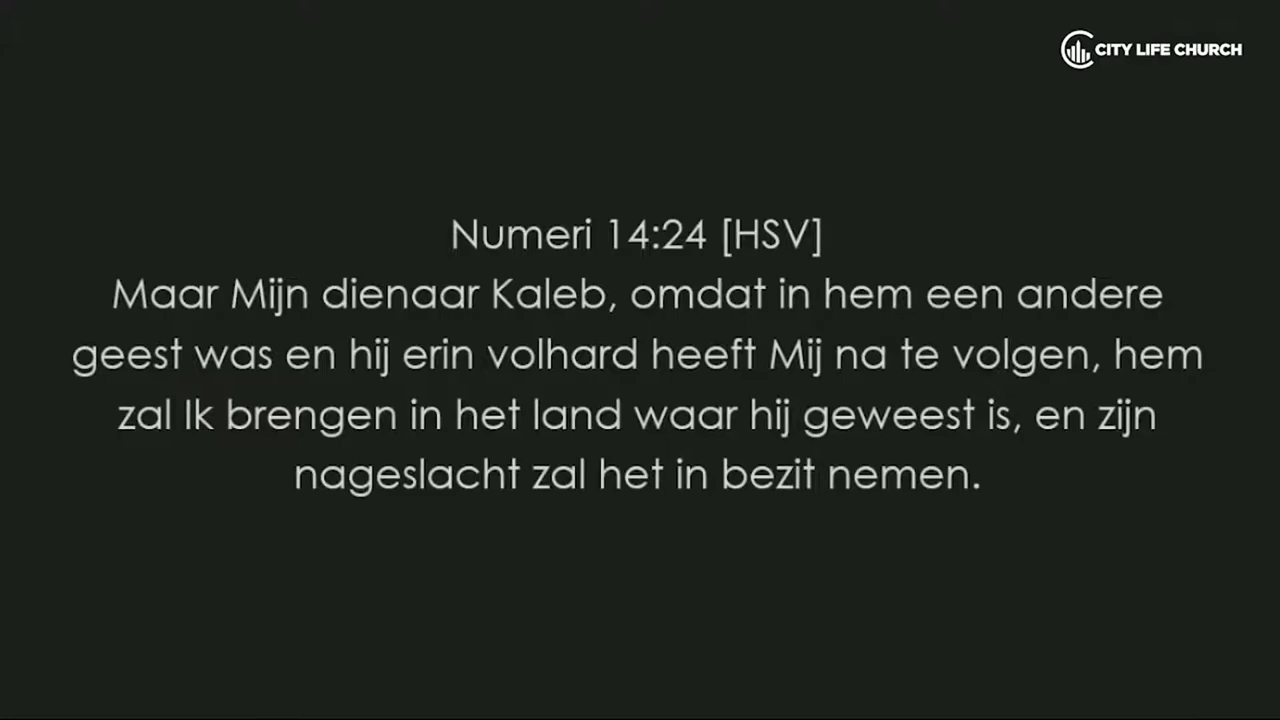 CITY LIFE CHURCH
Numeri 14:24 [HSV]
Maar Mijn dienaar Kaleb, omdat in hem een andere
geest was en hij erin volhard heeft Mij na te volgen, hem
zal Ik brengen in het land waar hij geweest is, en zijn
nageslacht zal het in bezit nemen.